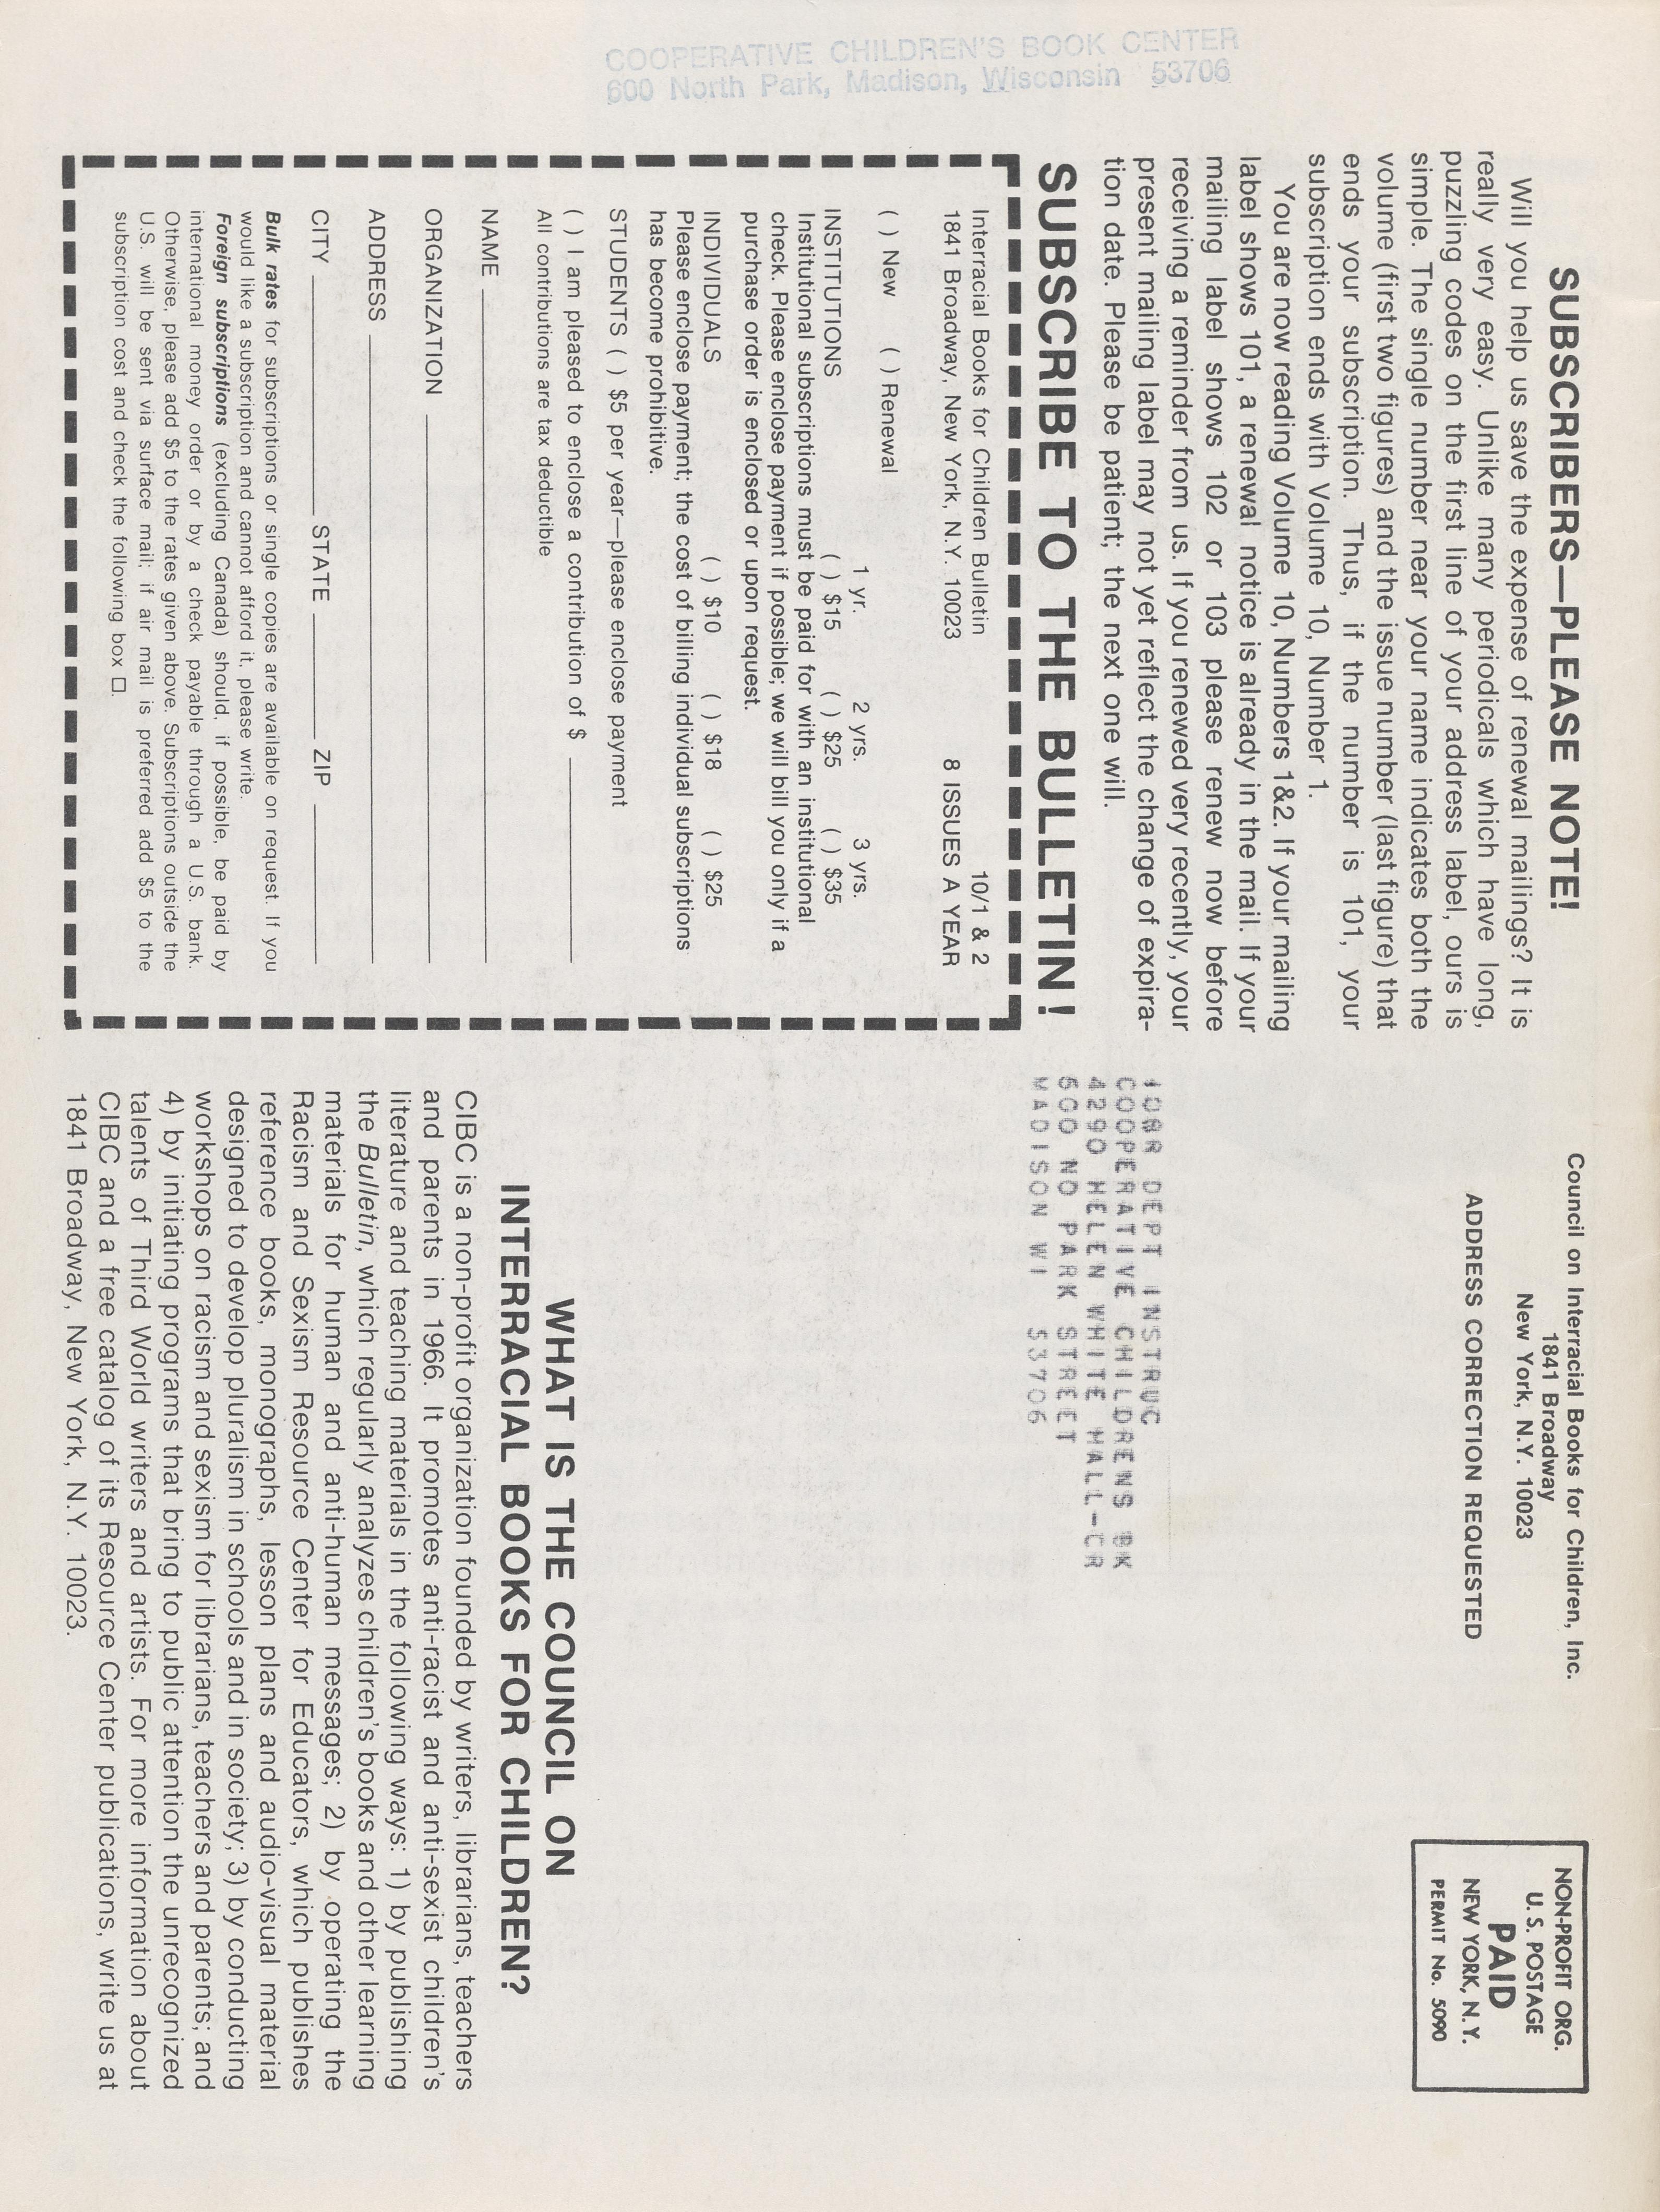 COOPERATIVE CHILDREN'S BOOK CENTER
600 North Park, Madison, Wisconsin 53706
SUBSCRIBERS—PLEASE NOTE!
Will you help us save the expense of renewal mailings? It is
really very easy. Unlike many periodicals which have long,
puzzling codes on the first line of your address label, ours is
simple. The single number near your name indicates both the
volume (first two figures) and the issue number (last figure) that
ends your subscription. Thus, if the number is 101, your
subscription ends with Volume 10, Number 1.
You are now reading Volume 10, Numbers 1&2. If your mailing
label shows 101, a renewal notice is already in the mail. If your
mailing label shows 102 or 103 please renew now before
receiving a reminder from us. If you renewed very recently, your
present mailing label may not yet reflect the change of expira-
tion date. Please be patient; the next one will.
SUBSCRIBE TO THE BULLETIN!
Interracial Books for Children Bulletin 10/1 & 2
1841 Broadway, New York, N.Y. 10023 8 ISSUES A YEAR
( ) New ( ) Renewal
1 yr. 2 yrs. 3 yrs.
INSTITUTIONS ( ) $15 ( ) $25 ( ) $35
Institutional subscriptions must be paid for with an institutional
check. Please enclose payment if possible; we will bill you only if a
purchase order is enclosed or upon request.
INDIVIDUALS ( ) $10 ( ) $18 ( ) $25
Please enclose payment; the cost of billing individual subscriptions
has become prohibitive.
STUDENTS ( ) $5 per year—please enclose payment
( ) I am pleased to enclose a contribution of $
All contributions are tax deductible
NAME
ORGANIZATION
ADDRESS
CITY STATE ZIP
Bulk rates for subscriptions or single copies are available on request. If you
would like a subscription and cannot afford it, please write.
Foreign subscriptions (excluding Canada) should, if possible, be paid by
international money order or by a check payable through a U.S. bank.
Otherwise, please add $5 to the rates given above. Subscriptions outside the
U.S. will be sent via surface mail; if air mail is preferred add $5 to the
subscription cost and check the following box □.
Council on Interracial Books for Children, Inc.
1841 Broadway
New York, N.Y. 10023
ADDRESS CORRECTION REQUESTED
NON-PROFIT ORG.
U. S. POSTAGE
PAID
NEW YORK, N. Y.
PERMIT No. 5090
DEPT INSTRUC
COOPERATIVE CHILDRENS BK
4290 HELEN WHITE HALL-CR
500 NO PARK STREET
MADISON WI 53706
WHAT IS THE COUNCIL ON
INTERRACIAL BOOKS FOR CHILDREN?
CIBC is a non-profit organization founded by writers, librarians, teachers
and parents in 1966. It promotes anti-racist and anti-sexist children's
literature and teaching materials in the following ways: 1) by publishing
the Bulletin, which regularly analyzes children's books and other learning
materials for human and anti-human messages; 2) by operating the
Racism and Sexism Resource Center for Educators, which publishes
reference books, monographs, lesson plans and audio-visual material
designed to develop pluralism in schools and in society; 3) by conducting
workshops on racism and sexism for librarians, teachers and parents; and
4) by initiating programs that bring to public attention the unrecognized
talents of Third World writers and artists. For more information about
CIBC and a free catalog of its Resource Center publications, write us at
1841 Broadway, New York, N.Y. 10023.